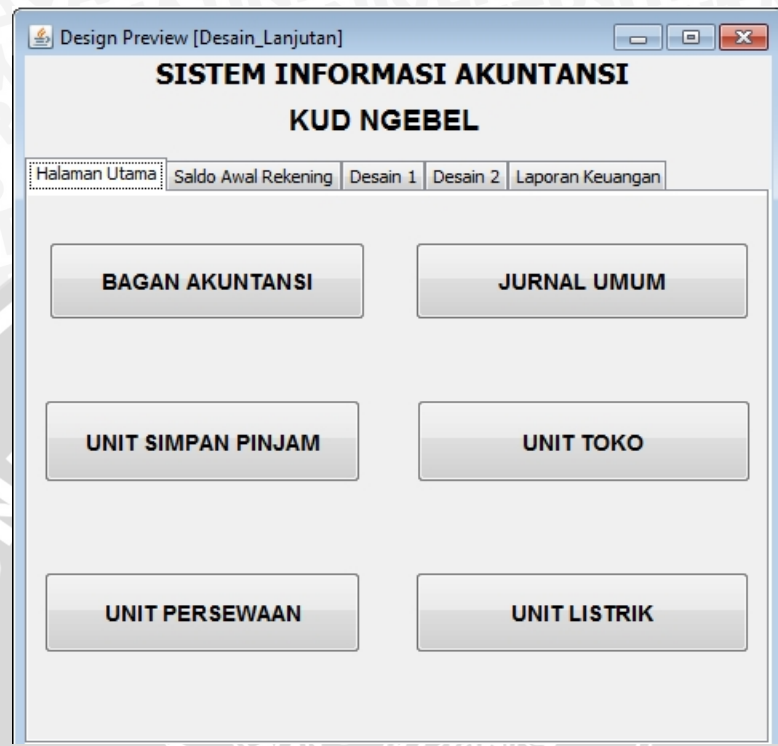 Design Preview [Desain_Lanjutan]
SISTEM INFORMASI AKUNTANSI
KUD NGEBEL
Halaman Utama Saldo Awal Rekening Desain 1 Desain 2 Laporan Keuangan
BAGAN AKUNTANSI JURNAL UMUM
UNIT SIMPAN PINJAM UNIT TOKO
UNIT PERSEWAAN UNIT LISTRIK